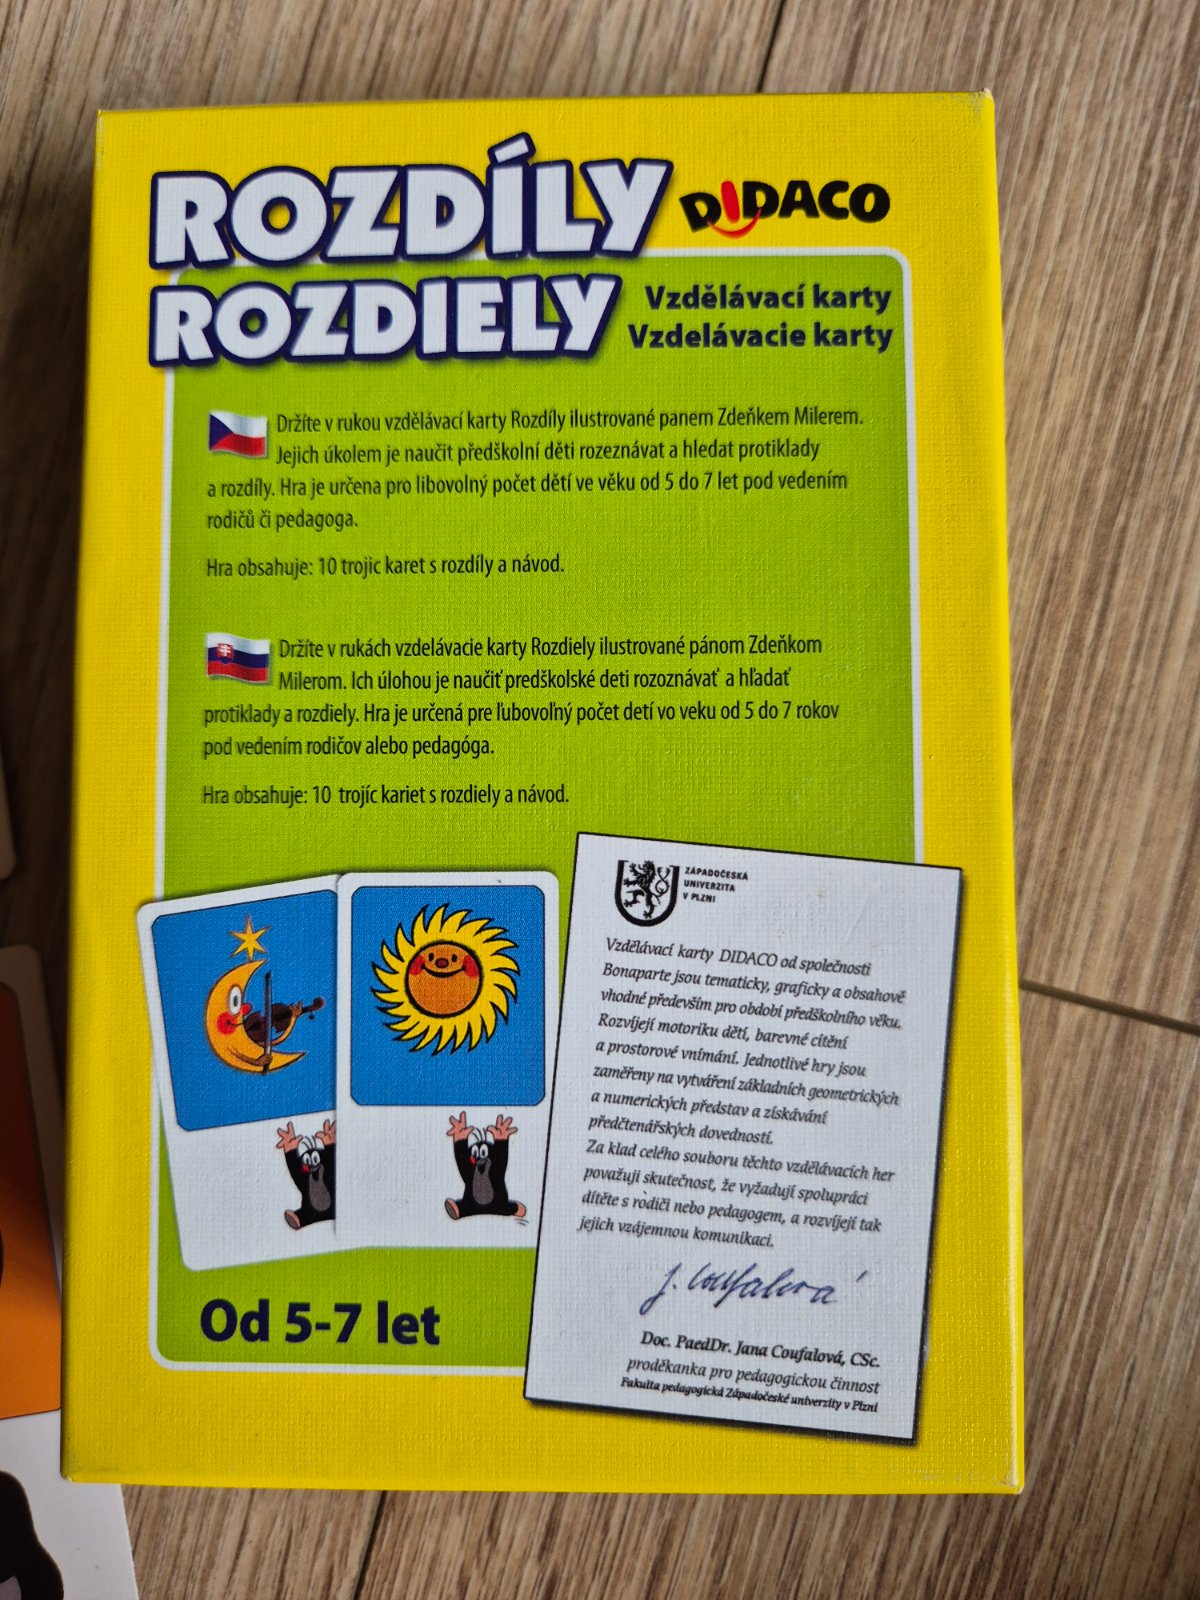 ROZDÍLY
DIDACO
ROZDIELY
Vzdělávací karty
Vzdelávacie karty
Držíte v rukou vzdělávací karty Rozdíly ilustrované panem Zdeňkem Milerem.
Jejich úkolem je naučit předškolní děti rozeznávat a hledat protiklady
a rozdíly. Hra je určena pro libovolný počet dětí ve věku od 5 do 7 let pod vedením
rodičů či pedagoga.
Hra obsahuje: 10 trojic karet s rozdíly a návod.
Držíte v rukách vzdelávacie karty Rozdiely ilustrované pánom Zdeňkom
Milerom. Ich úlohou je naučiť predškolské deti rozoznávať a hľadať
protiklady a rozdiely. Hra je určená pre ľubovoľný počet detí vo veku od 5 do 7 rokov
pod vedením rodičov alebo pedagóga.
Hra obsahuje: 10 trojíc kariet s rozdiely a návod.
ZÁPADOČESKÁ
UNIVERZITA
V PLZNI
Vzdělávací karty DIDACO od společnosti
Bonaparte jsou tematicky, graficky a obsahově
vhodné především pro období předškolního věku.
Rozvíjejí motoriku dětí, barevné cítění
a prostorové vnímání. Jednotlivé hry jsou
zaměřeny na vytváření základních geometrických
a numerických představ a získávání
předčtenářských dovedností.
Za klad celého souboru těchto vzdělávacích her
považuji skutečnost, že vyžadují spolupráci
dítěte s rodiči nebo pedagogem, a rozvíjejí tak
jejich vzájemnou komunikaci.
J. Coufalová
Doc. PaedDr. Jana Coufalová, CSc.
proděkanka pro pedagogickou činnost
Fakulta pedagogická Západočeské univerzity v Plzni
Od 5-7 let